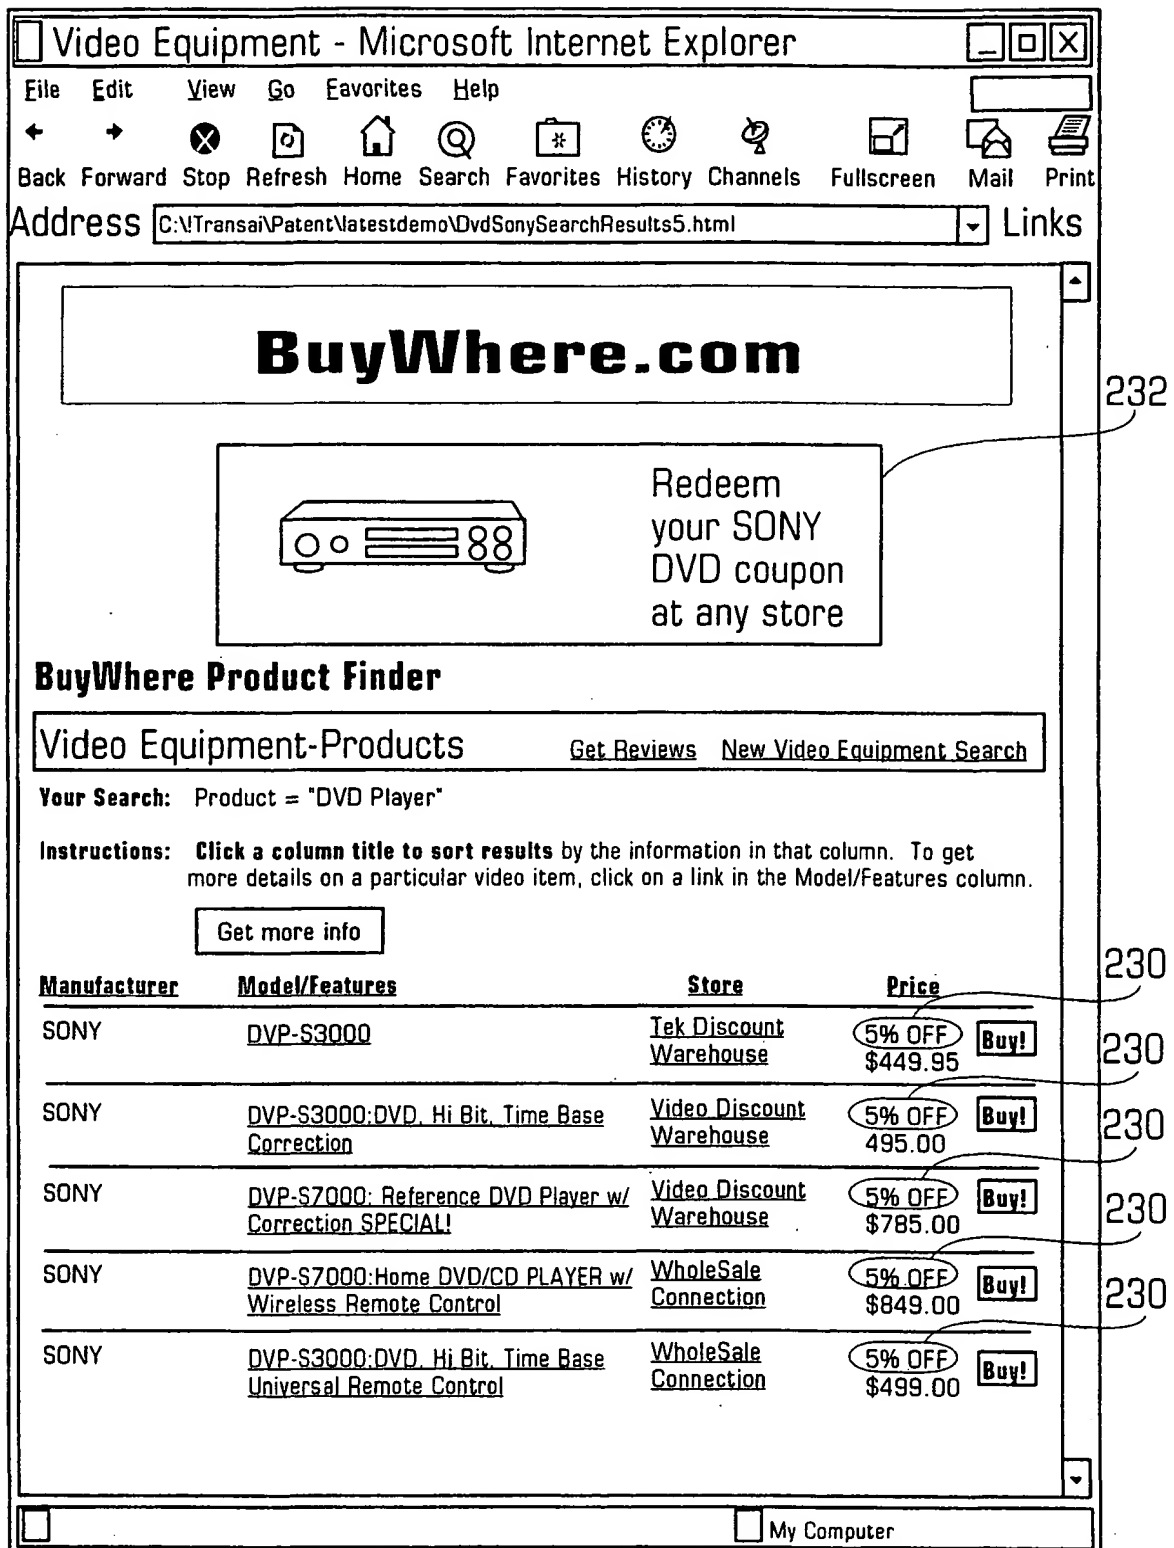 Video Equipment - Microsoft Internet Explorer
File Edit View Go Eavorites Help
Back Forward Stop Refresh Home Search Favorites History Channels Fullscreen Mail Print
Address C:\!Transai\Patent\latestdemo\DvdSonySearchResults5.html Links
BuyWhere.com
232
Redeem
your SONY
DVD coupon
at any store
BuyWhere Product Finder
Video Equipment-Products Get Reviews New Video Equipment Search
Your Search: Product = "DVD Player"
Instructions: Click a column title to sort results by the information in that column. To get
more details on a particular video item, click on a link in the Model/Features column.
Get more info
230
Manufacturer Model/Features Store Price
SONY DVP-S3000 Tek Discount 5% OFF Buy!
Warehouse $449.95
230
SONY DVP-S3000:DVD, Hi Bit, Time Base Video Discount 5% OFF Buy!
Correction Warehouse 495.00
230
SONY DVP-S7000: Reference DVD Player w/ Video Discount 5% OFF Buy!
Correction SPECIAL! Warehouse $785.00
230
SONY DVP-S7000:Home DVD/CD PLAYER w/ WholeSale 5% OFF Buy!
Wireless Remote Control Connection $849.00
230
SONY DVP-S3000:DVD, Hi Bit, Time Base WholeSale 5% OFF Buy!
Universal Remote Control Connection $499.00
My Computer